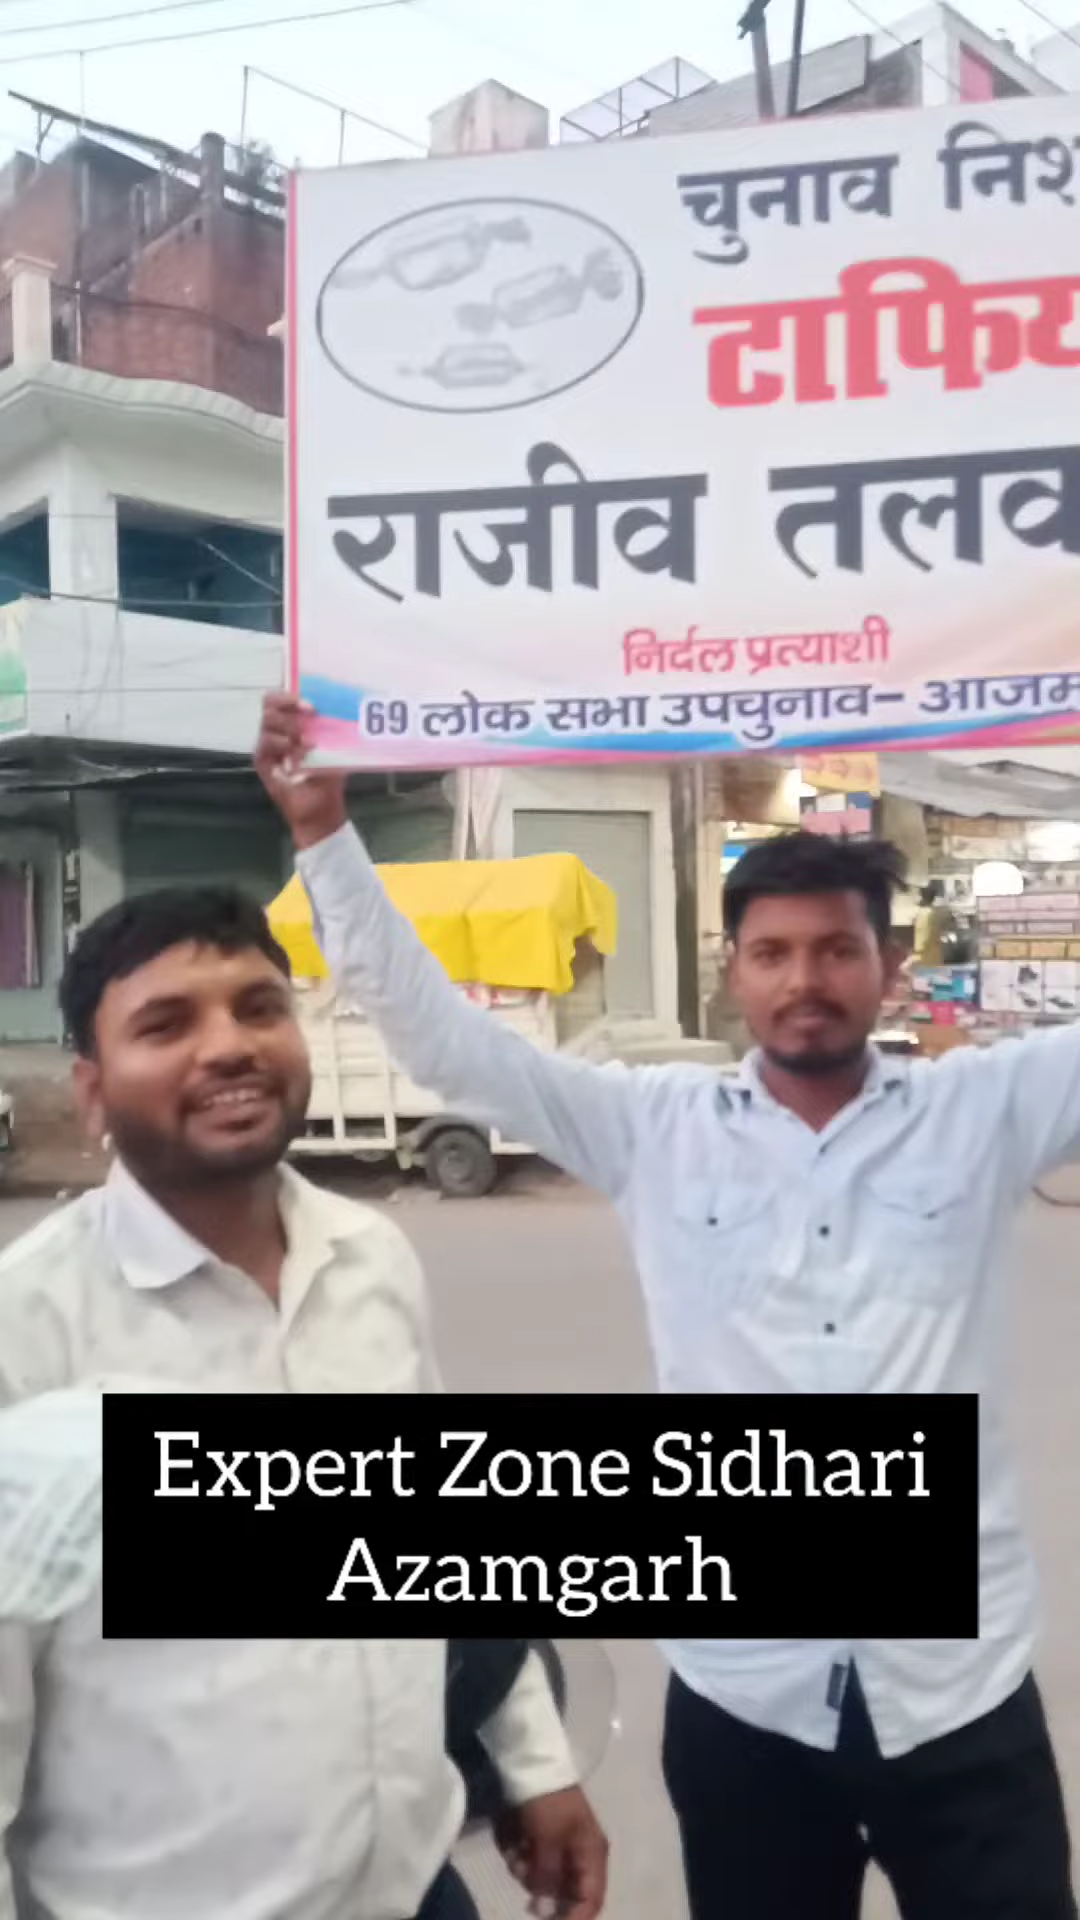 चुनाव
राजीव
निर्दल प्रत्याशी
69 लोक सभा उपचुनाव-
Expert Zone Sidhari
Azamgarh